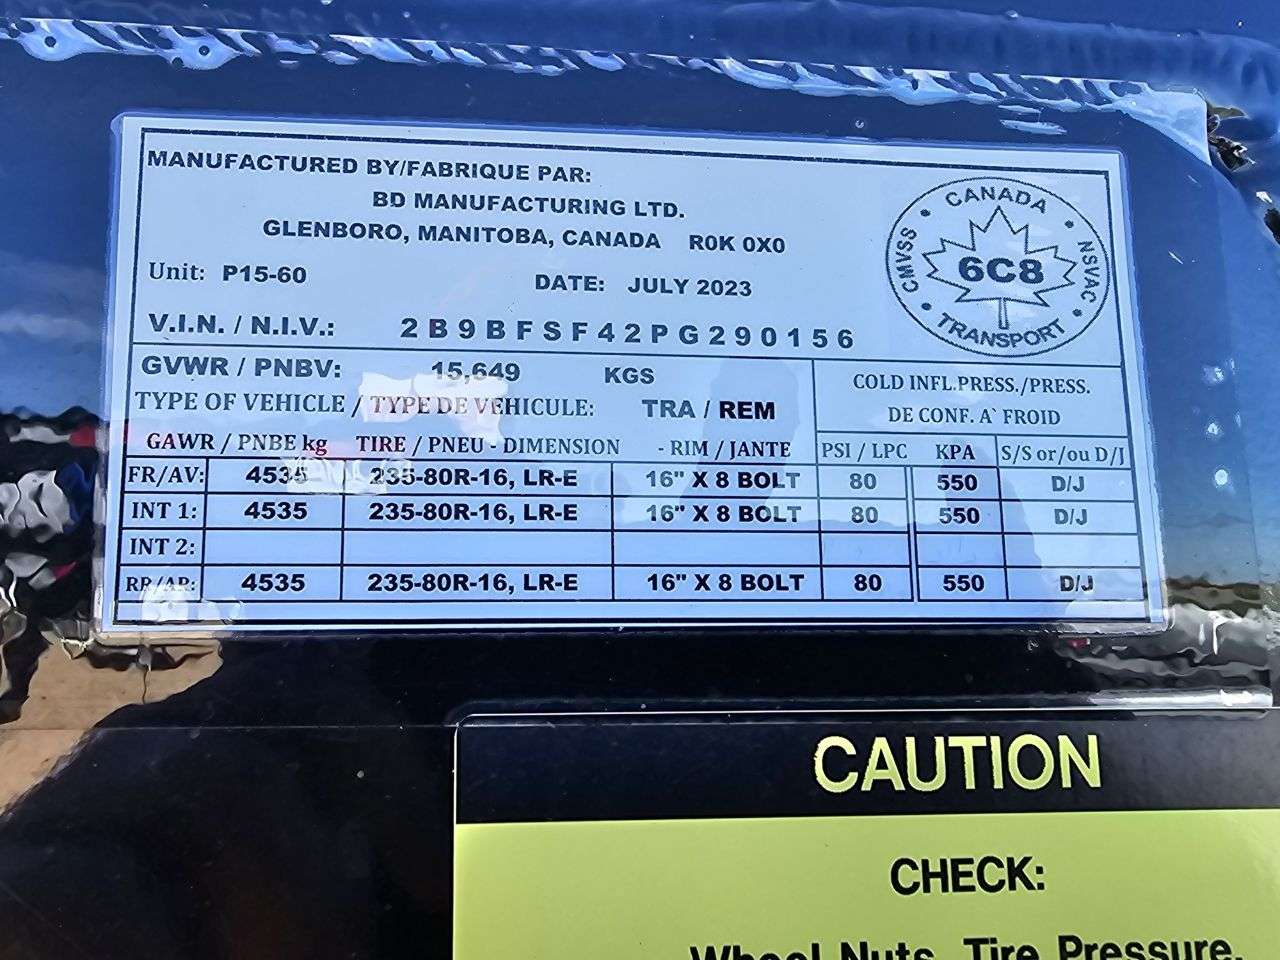 MANUFACTURED BY/FABRIQUE PAR:
BD MANUFACTURING LTD.
GLENBORO, MANITOBA, CANADA R0K 0X0
Unit: P15-60 DATE: JULY 2023
V.I.N. / N.I.V.: 2B9BFSF42PG290156
CANADA
CMVSS 6C8 NSVAC
TRANSPORT
GVWR / PNBV: 15,649 KGS
TYPE OF VEHICLE / TYPE DE VEHICULE: TRA / REM
COLD INFL.PRESS./PRESS.
DE CONF. A` FROID
GAWR / PNBE kg TIRE / PNEU - DIMENSION - RIM / JANTE PSI / LPC KPA S/S or/ou D/J
FR/AV: 4535 235-80R-16, LR-E 16" X 8 BOLT 80 550 D/J
INT 1: 4535 235-80R-16, LR-E 16" X 8 BOLT 80 550 D/J
INT 2:
RR/AR: 4535 235-80R-16, LR-E 16" X 8 BOLT 80 550 D/J
CAUTION
CHECK:
Wheel Nuts, Tire Pressure,